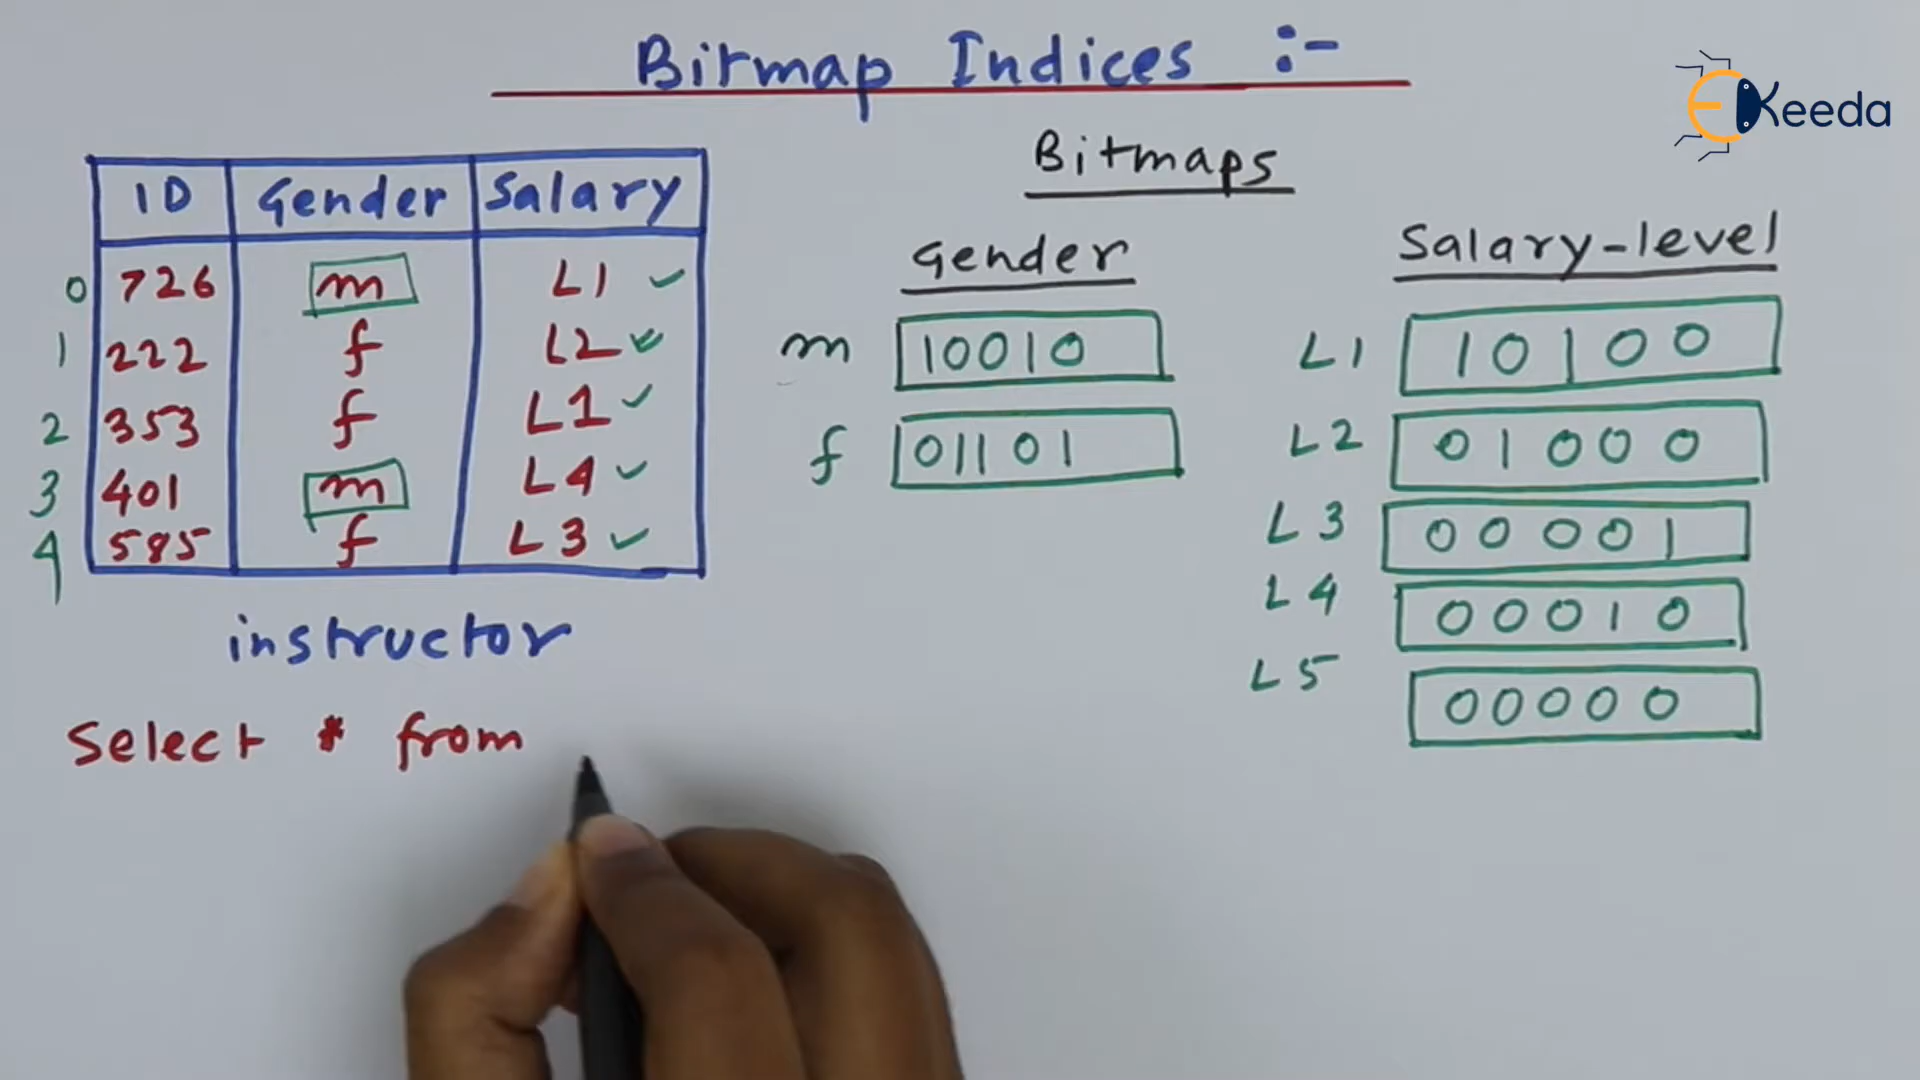 Bitmap Indices :-
EKeeda
Bitmaps
ID Gender Salary
0 726 m L1
1 222 f L2
2 353 f L1
3 401 m L4
4 585 f L3
instructor
Select * from
Gender
m 10010
f 01101
Salary-level
L1 10100
L2 01000
L3 00001
L4 00010
L5 00000